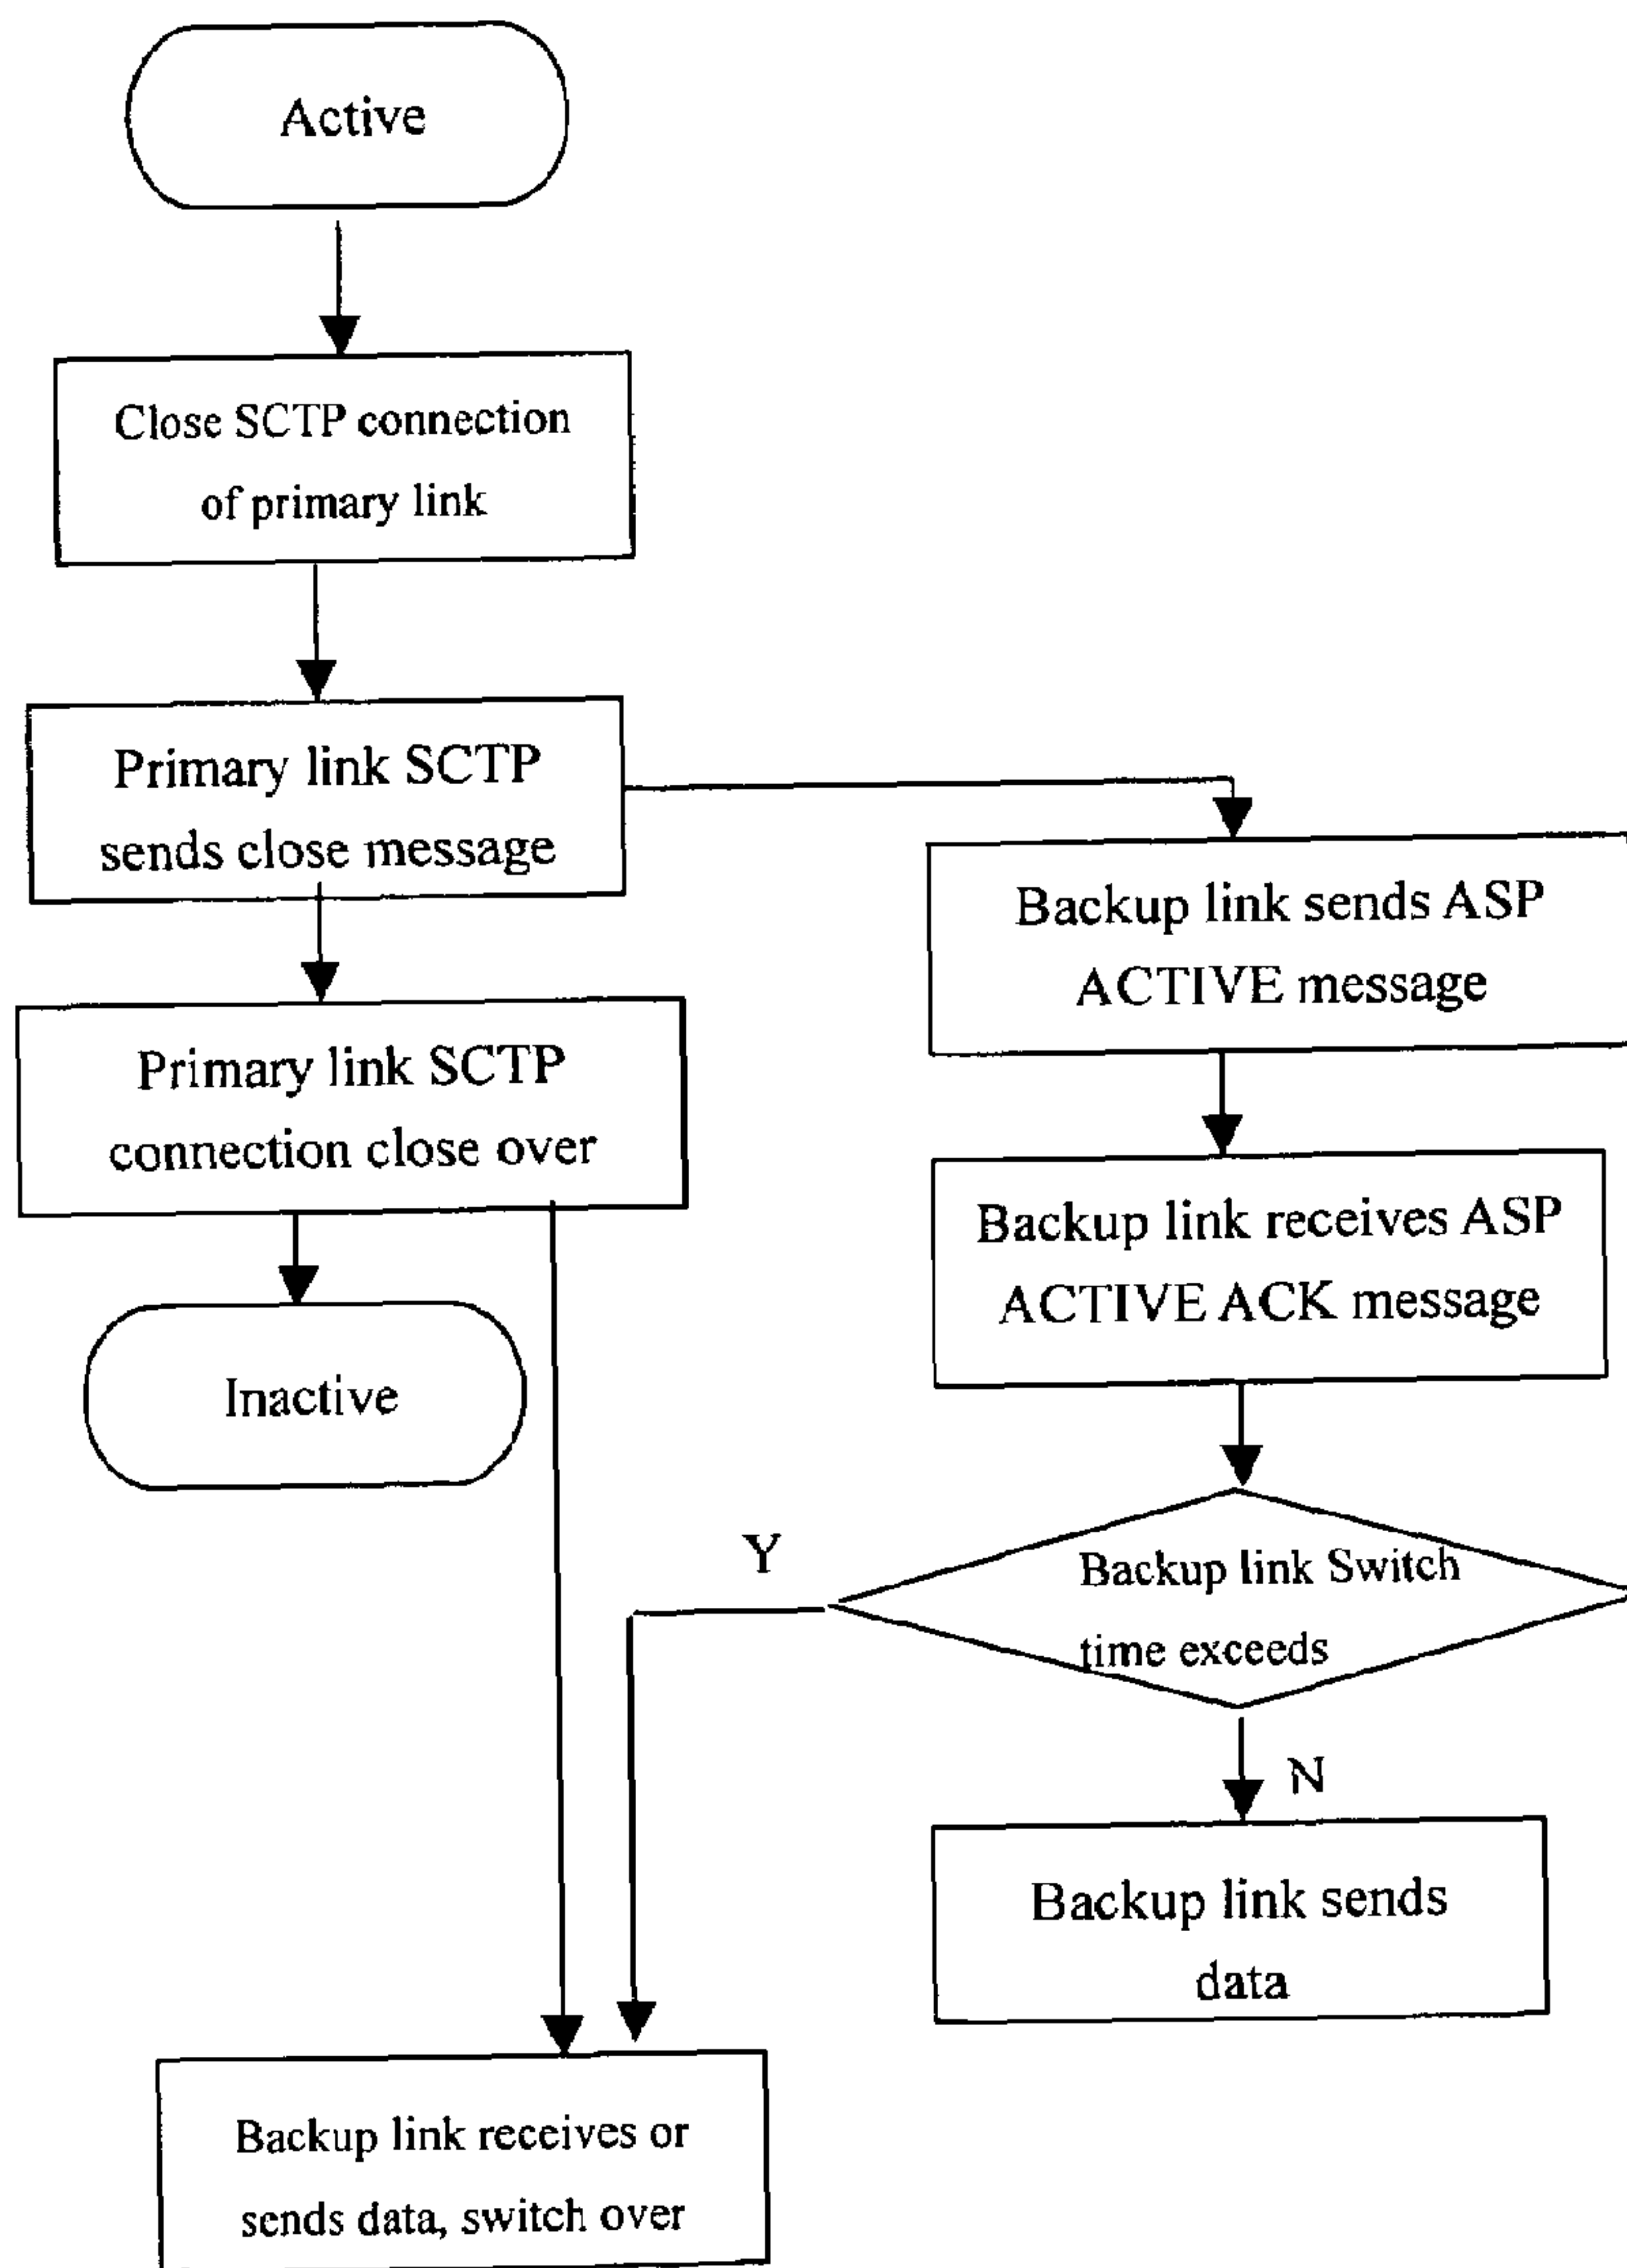 Active
Close SCTP connection
of primary link
Primary link SCTP
sends close message
Primary link SCTP
connection close over
Inactive
Backup link sends ASP
ACTIVE message
Backup link receives ASP
ACTIVE ACK message
Y
Backup link Switch
time exceeds
N
Backup link sends
data
Backup link receives or
sends data, switch over